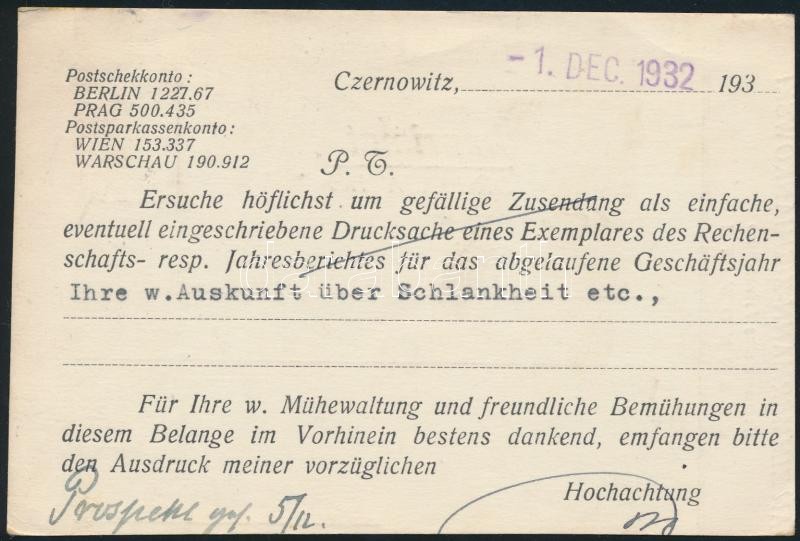 Postscheckkonto :
BERLIN 1227.67
PRAG 500.435
Postsparkassenkonto :
WIEN 153.337
WARSCHAU 190.912
Czernowitz, -1. DEC. 1932 193
P. T.
Ersuche höflichst um gefällige Zusendung als einfache,
eventuell eingeschriebene Drucksache eines Exemplares des Rechen-
schafts- resp. Jahresberichtes für das abgelaufene Geschäftsjahr
Ihre w.Auskunft über Schlankheit etc.,
Für Ihre w. Mühewaltung und freundliche Bemühungen in
diesem Belange im Vorhinein bestens dankend, emfangen bitte
den Ausdruck meiner vorzüglichen
Hochachtung
Prospekt 5/12.